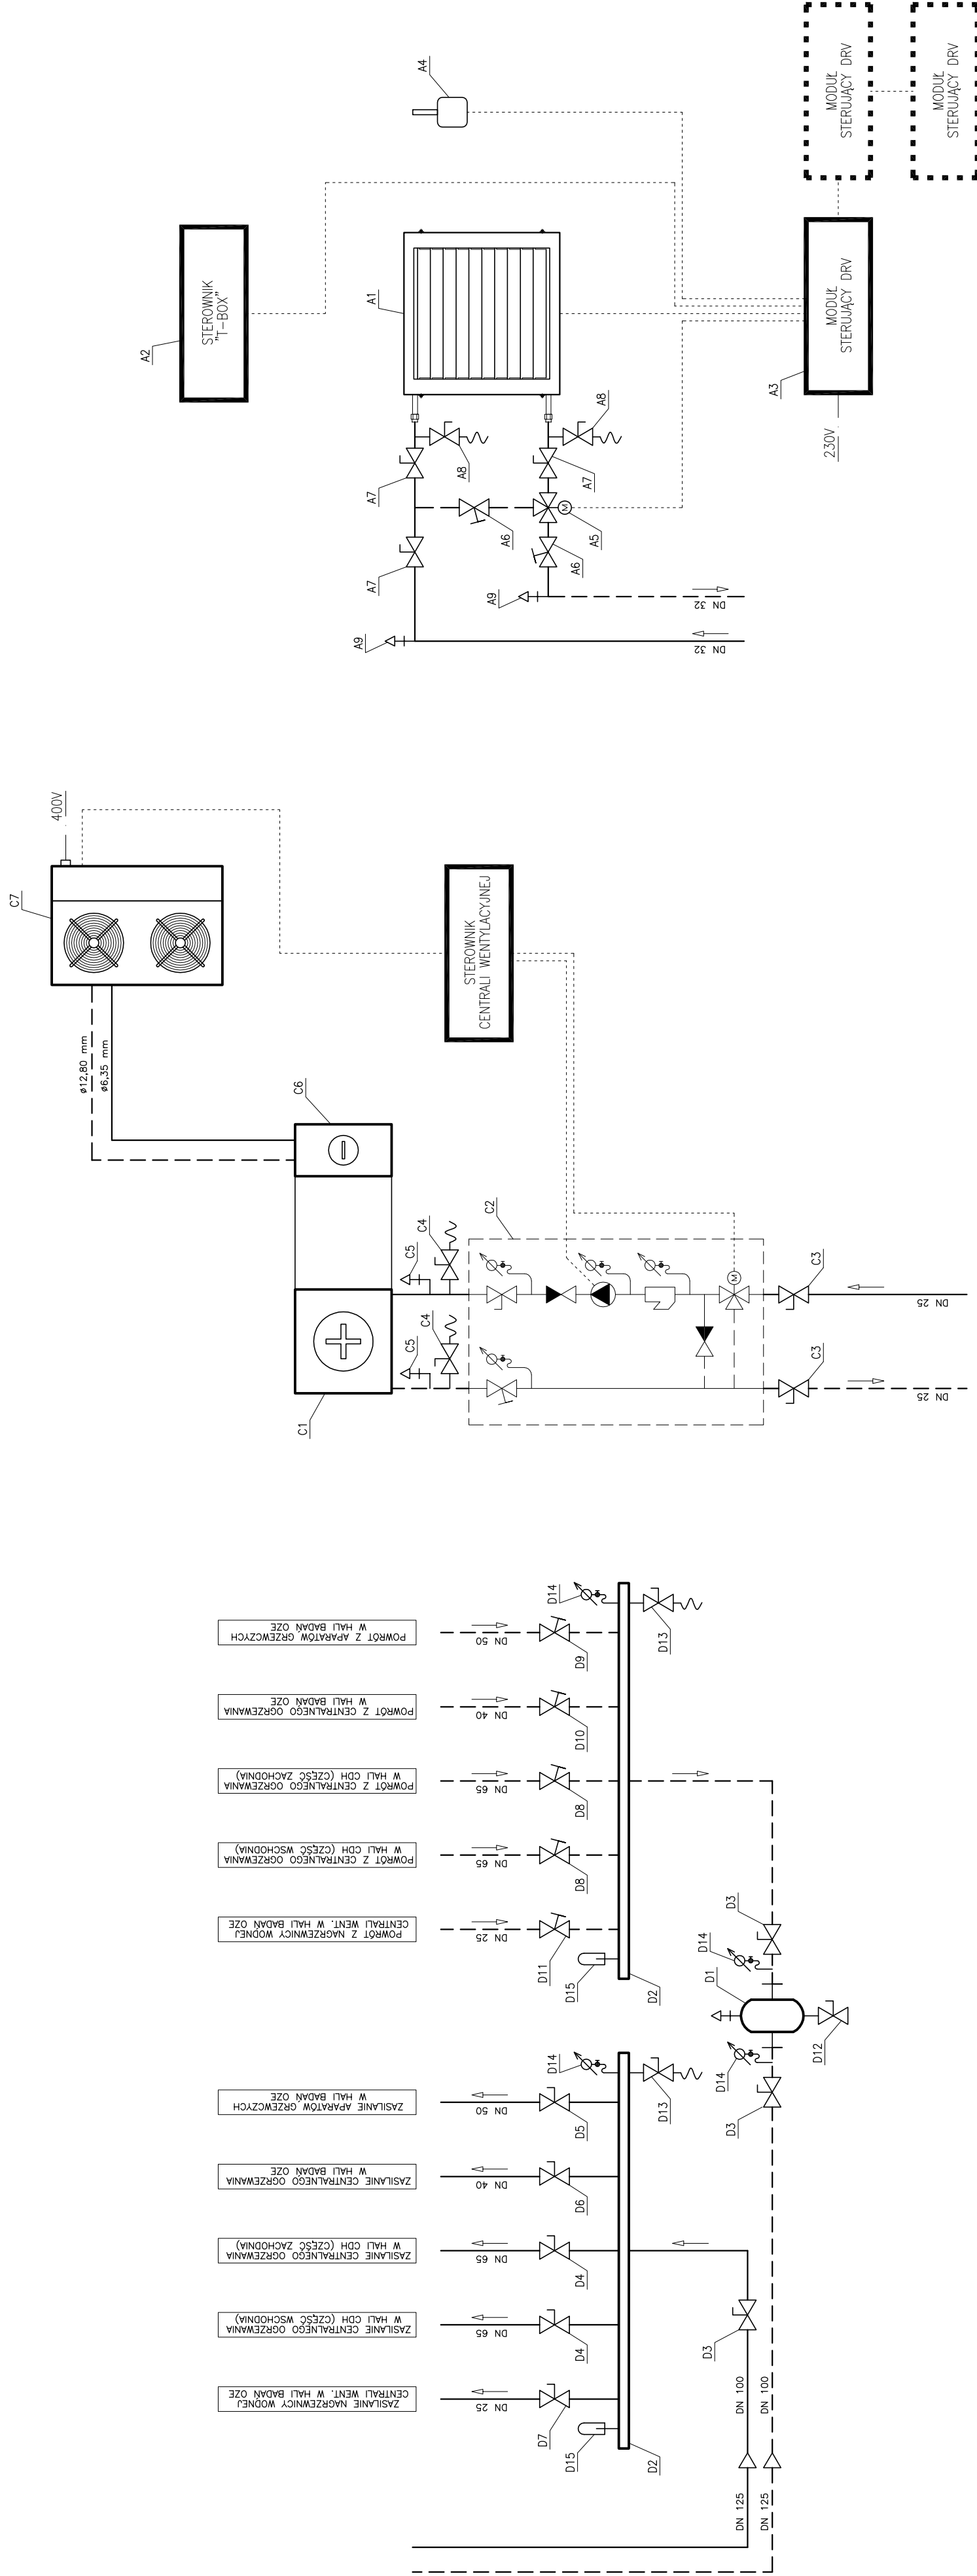 ZASILANIE NAGRZEWNICY WODNEJ
CENTRALI WENT. W HALI BADAŃ OZE
ZASILANIE CENTRALNEGO OGRZEWANIA
W HALI CDH (CZĘŚĆ WSCHODNIA)
ZASILANIE CENTRALNEGO OGRZEWANIA
W HALI CDH (CZĘŚĆ ZACHODNIA)
ZASILANIE CENTRALNEGO OGRZEWANIA
W HALI BADAŃ OZE
ZASILANIE APARATÓW GRZEWCZYCH
W HALI BADAŃ OZE
POWRÓT Z NAGRZEWNICY WODNEJ
CENTRALI WENT. W HALI BADAŃ OZE
POWRÓT Z CENTRALNEGO OGRZEWANIA
W HALI CDH (CZĘŚĆ WSCHODNIA)
POWRÓT Z CENTRALNEGO OGRZEWANIA
W HALI CDH (CZĘŚĆ ZACHODNIA)
POWRÓT Z CENTRALNEGO OGRZEWANIA
W HALI BADAŃ OZE
POWRÓT Z APARATÓW GRZEWCZYCH
W HALI BADAŃ OZE
DN 25
DN 65
DN 65
DN 40
DN 50
DN 25
DN 65
DN 65
DN 40
DN 50
D15
D7
D4
D4
D6
D5
D14
D15
D11
D8
D8
D10
D9
D14
D2
D13
D2
D13
D3
D3
D14
D1
D14
D3
D12
DN 125
DN 100
DN 125
DN 100
C7
400V
ø12,80 mm
ø6,35 mm
C1
C6
C5
C4
C5
C4
C2
STEROWNIK
CENTRALI WENTYLACYJNEJ
M
C3
C3
DN 25
DN 25
A2
STEROWNIK
"T-BOX"
A4
A1
A9
A7
A7
A8
A9
A6
A6
A5
A7
A8
M
DN 32
DN 32
A3
230V
MODUŁ
STERUJĄCY DRV
MODUŁ
STERUJĄCY DRV
MODUŁ
STERUJĄCY DRV